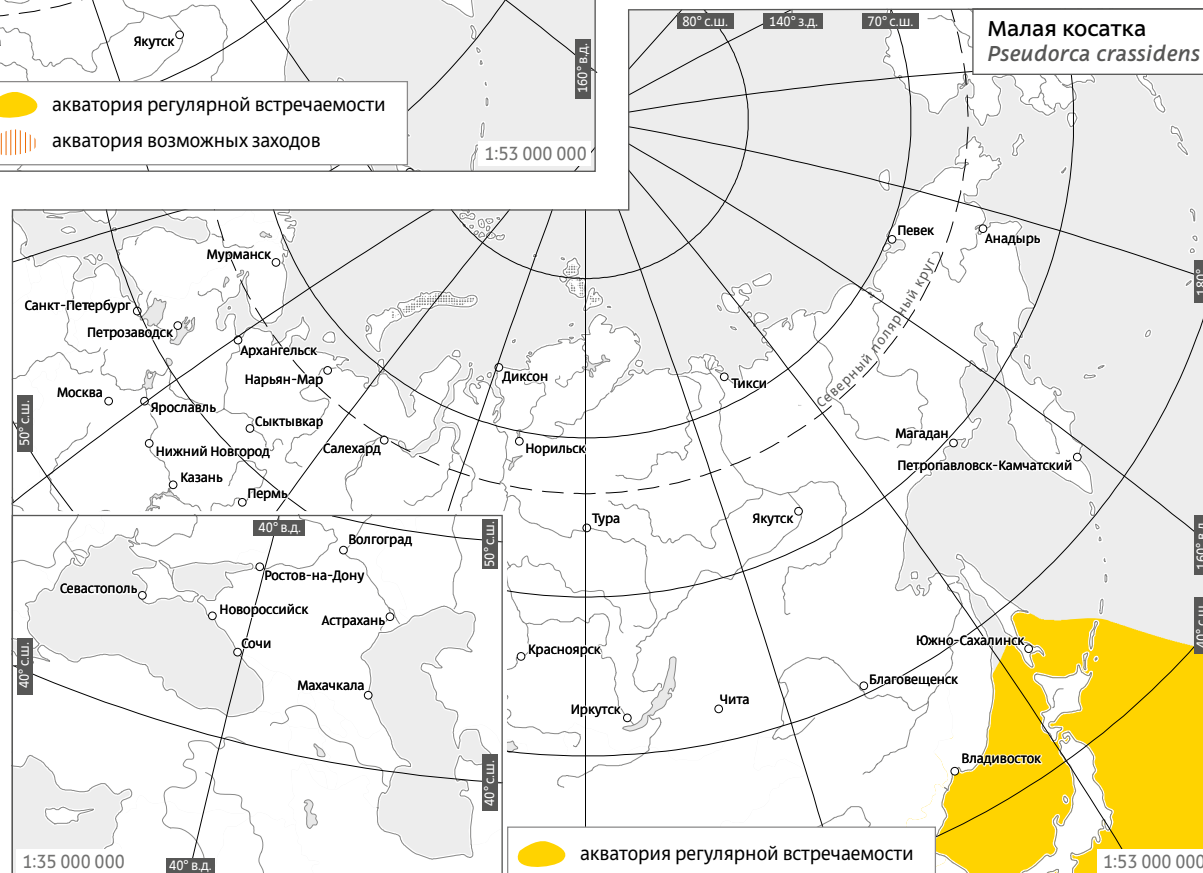 80° с.ш.
140° з.д.
70° с.ш.
Малая косатка
Pseudorca crassidens
Якутск
160° в.д.
акватория регулярной встречаемости
акватория возможных заходов
1:53 000 000
Певек
Анадырь
Мурманск
180°
Северный полярный круг
Санкт-Петербург
Петрозаводск
Архангельск
Нарьян-Мар
Диксон
Тикси
Москва
Ярославль
50° с.ш.
Сыктывкар
Нижний Новгород
Салехард
Норильск
Магадан
Петропавловск-Камчатский
Казань
Пермь
Тура
Якутск
40° в.д.
Волгоград
50° с.ш.
160° в.д.
Ростов-на-Дону
Севастополь
Новороссийск
Астрахань
Сочи
40° с.ш.
Красноярск
Южно-Сахалинск
40° с.ш.
Махачкала
Иркутск
Чита
Благовещенск
Владивосток
40° с.ш.
1:35 000 000
40° в.д.
акватория регулярной встречаемости
1:53 000 000